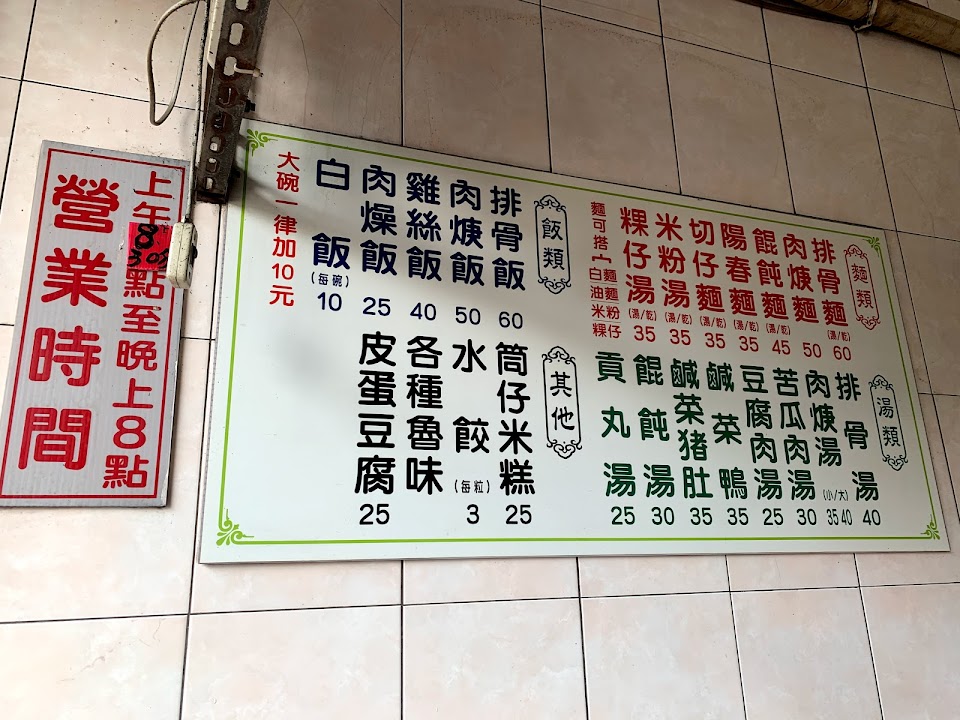 麵類
排骨麵 (湯/乾) 60
肉焿麵 50
餛飩麵 (湯/乾) 45
陽春麵 (湯/乾) 35
切仔麵 (湯/乾) 35
米粉湯 (湯/乾) 35
粿仔湯 (湯/乾) 35
麵可搭
白麵
油麵
米粉
粿仔
湯類
排骨湯 40
肉焿湯 (小/大) 35 40
苦瓜肉湯 30
豆腐肉湯 25
鹹菜鴨 35
鹹菜豬肚 35
餛飩湯 30
貢丸湯 25
飯類
排骨飯 60
肉焿飯 50
雞絲飯 40
肉燥飯 25
白飯 (每碗) 10
大碗一律加10元
其他
筒仔米糕 25
水餃 (每粒) 3
各種魯味
皮蛋豆腐 25
上午8點至晚上8點
營業時間